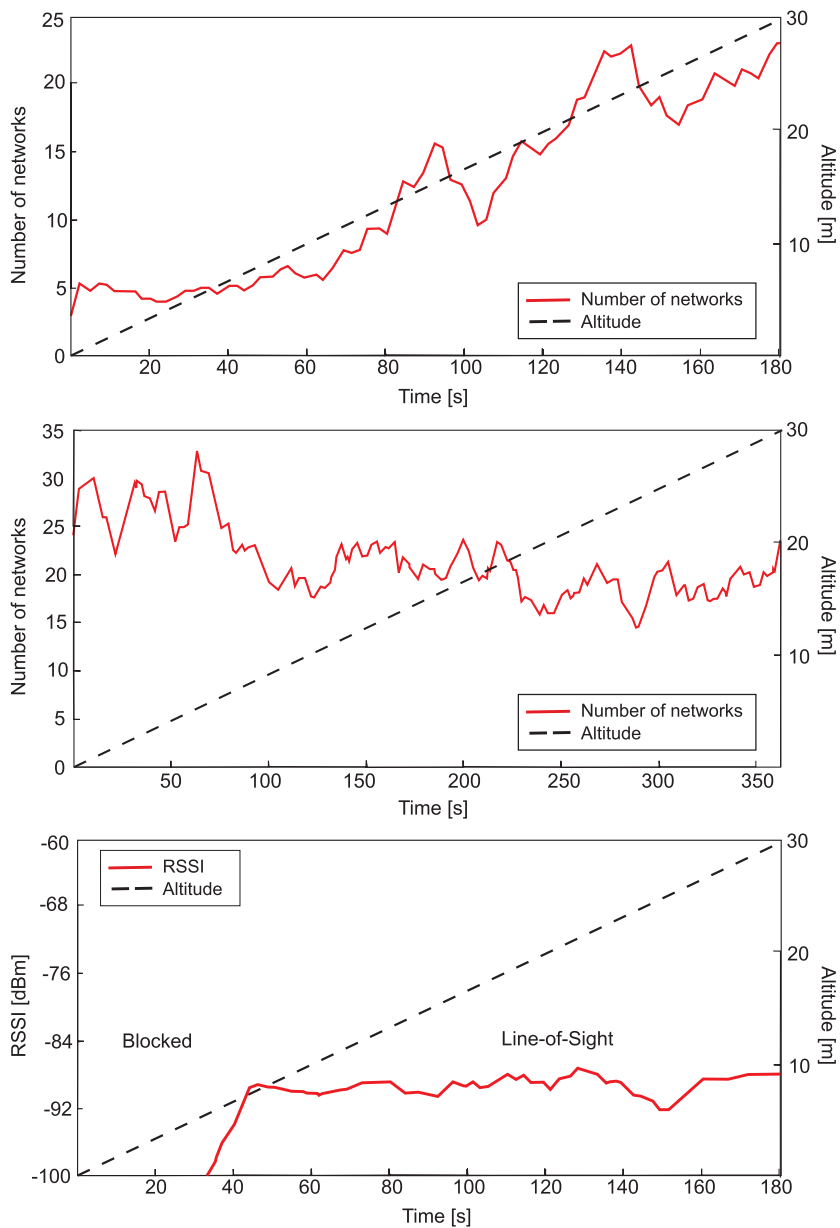 25
20
15
10
5
0
Number of networks
30
20
10
Altitude [m]
Number of networks
Altitude
20 40 60 80 100 120 140 160 180
Time [s]
35
30
25
20
15
10
5
0
Number of networks
30
20
10
Altitude [m]
Number of networks
Altitude
50 100 150 200 250 300 350
Time [s]
-60
-68
-76
-84
-92
-100
RSSI [dBm]
RSSI
Altitude
Blocked
Line-of-Sight
30
20
10
Altitude [m]
20 40 60 80 100 120 140 160 180
Time [s]